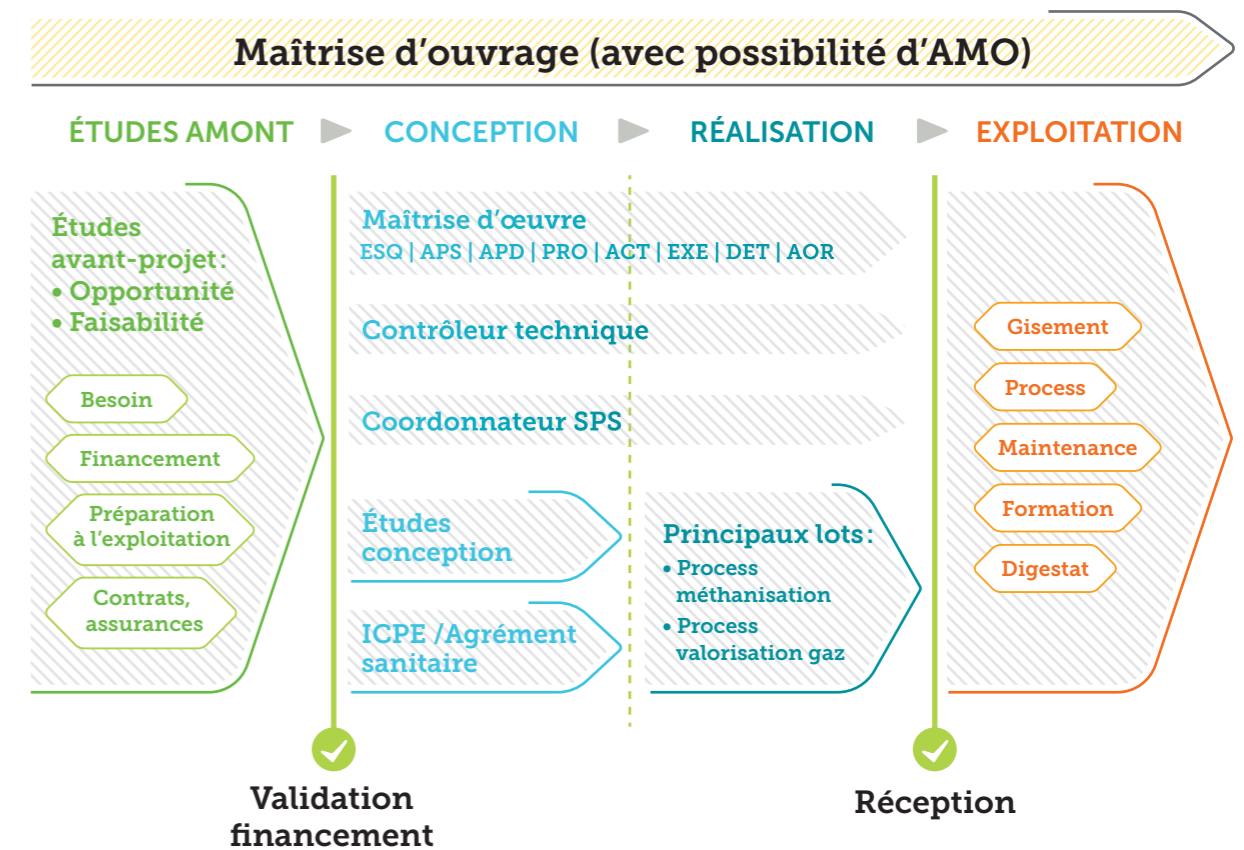 Maîtrise d’ouvrage (avec possibilité d’AMO)
ÉTUDES AMONT
CONCEPTION
RÉALISATION
EXPLOITATION
Études
avant-projet :
• Opportunité
• Faisabilité
Besoin
Financement
Préparation
à l’exploitation
Contrats,
assurances
Maîtrise d’œuvre
ESQ | APS | APD | PRO | ACT | EXE | DET | AOR
Contrôleur technique
Coordonnateur SPS
Études
conception
ICPE /Agrément
sanitaire
Principaux lots :
• Process
méthanisation
• Process
valorisation gaz
Gisement
Process
Maintenance
Formation
Digestat
Validation
financement
Réception